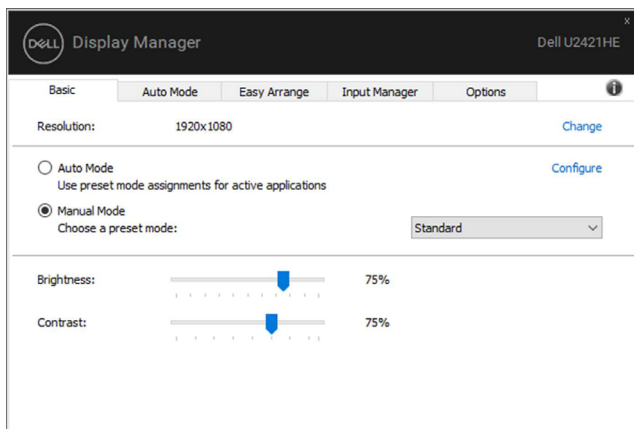 x
DELL Display Manager Dell U2421HE
Basic Auto Mode Easy Arrange Input Manager Options i
Resolution: 1920x1080 Change
Auto Mode Configure
Use preset mode assignments for active applications
Manual Mode
Choose a preset mode: Standard
Brightness: 75%
Contrast: 75%